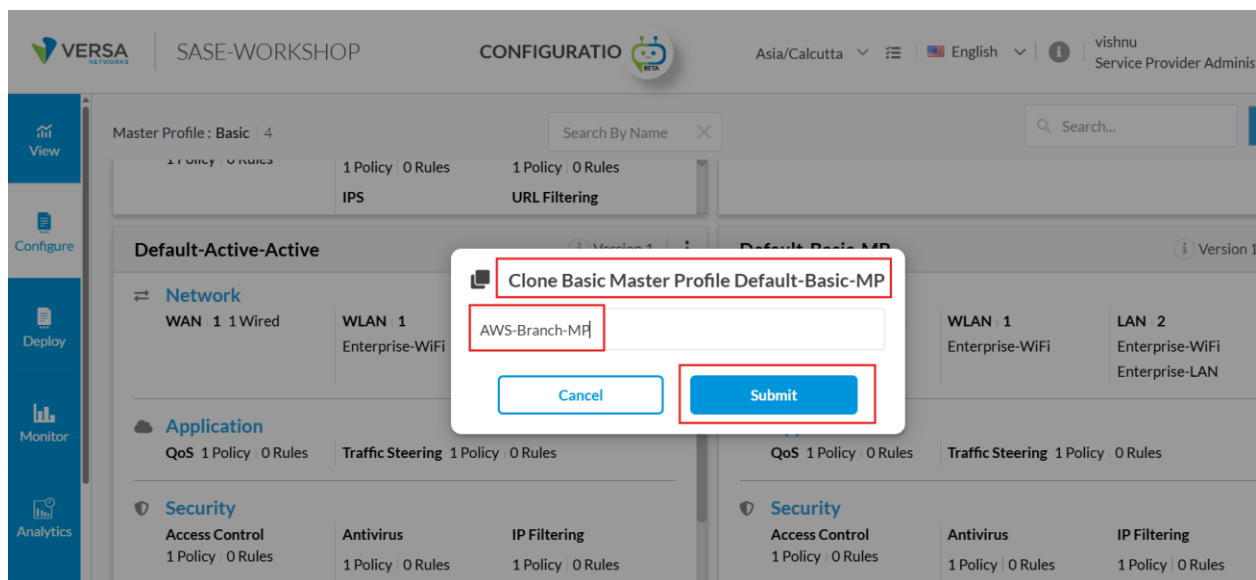 VERSA
NETWORKS
SASE-WORKSHOP
CONFIGURATIO
BETA
Asia/Calcutta
English
vishnu
Service Provider Adminis
View
Configure
Deploy
Monitor
Analytics
Master Profile : Basic | 4
Search By Name
Search...
1 Policy | 0 Rules
1 Policy | 0 Rules
1 Policy | 0 Rules
IPS
URL Filtering
Default-Active-Active
Version 1
Network
WAN | 1 1 Wired
WLAN | 1
Enterprise-WiFi
Application
QoS 1 Policy | 0 Rules
Traffic Steering 1 Policy | 0 Rules
Security
Access Control
1 Policy | 0 Rules
Antivirus
1 Policy | 0 Rules
IP Filtering
1 Policy | 0 Rules
Clone Basic Master Profile Default-Basic-MP
AWS-Branch-MP
Cancel
Submit
Default-Basic-MP
Version 1
WLAN | 1
Enterprise-WiFi
LAN | 2
Enterprise-WiFi
Enterprise-LAN
QoS 1 Policy | 0 Rules
Traffic Steering 1 Policy | 0 Rules
Security
Access Control
1 Policy | 0 Rules
Antivirus
1 Policy | 0 Rules
IP Filtering
1 Policy | 0 Rules